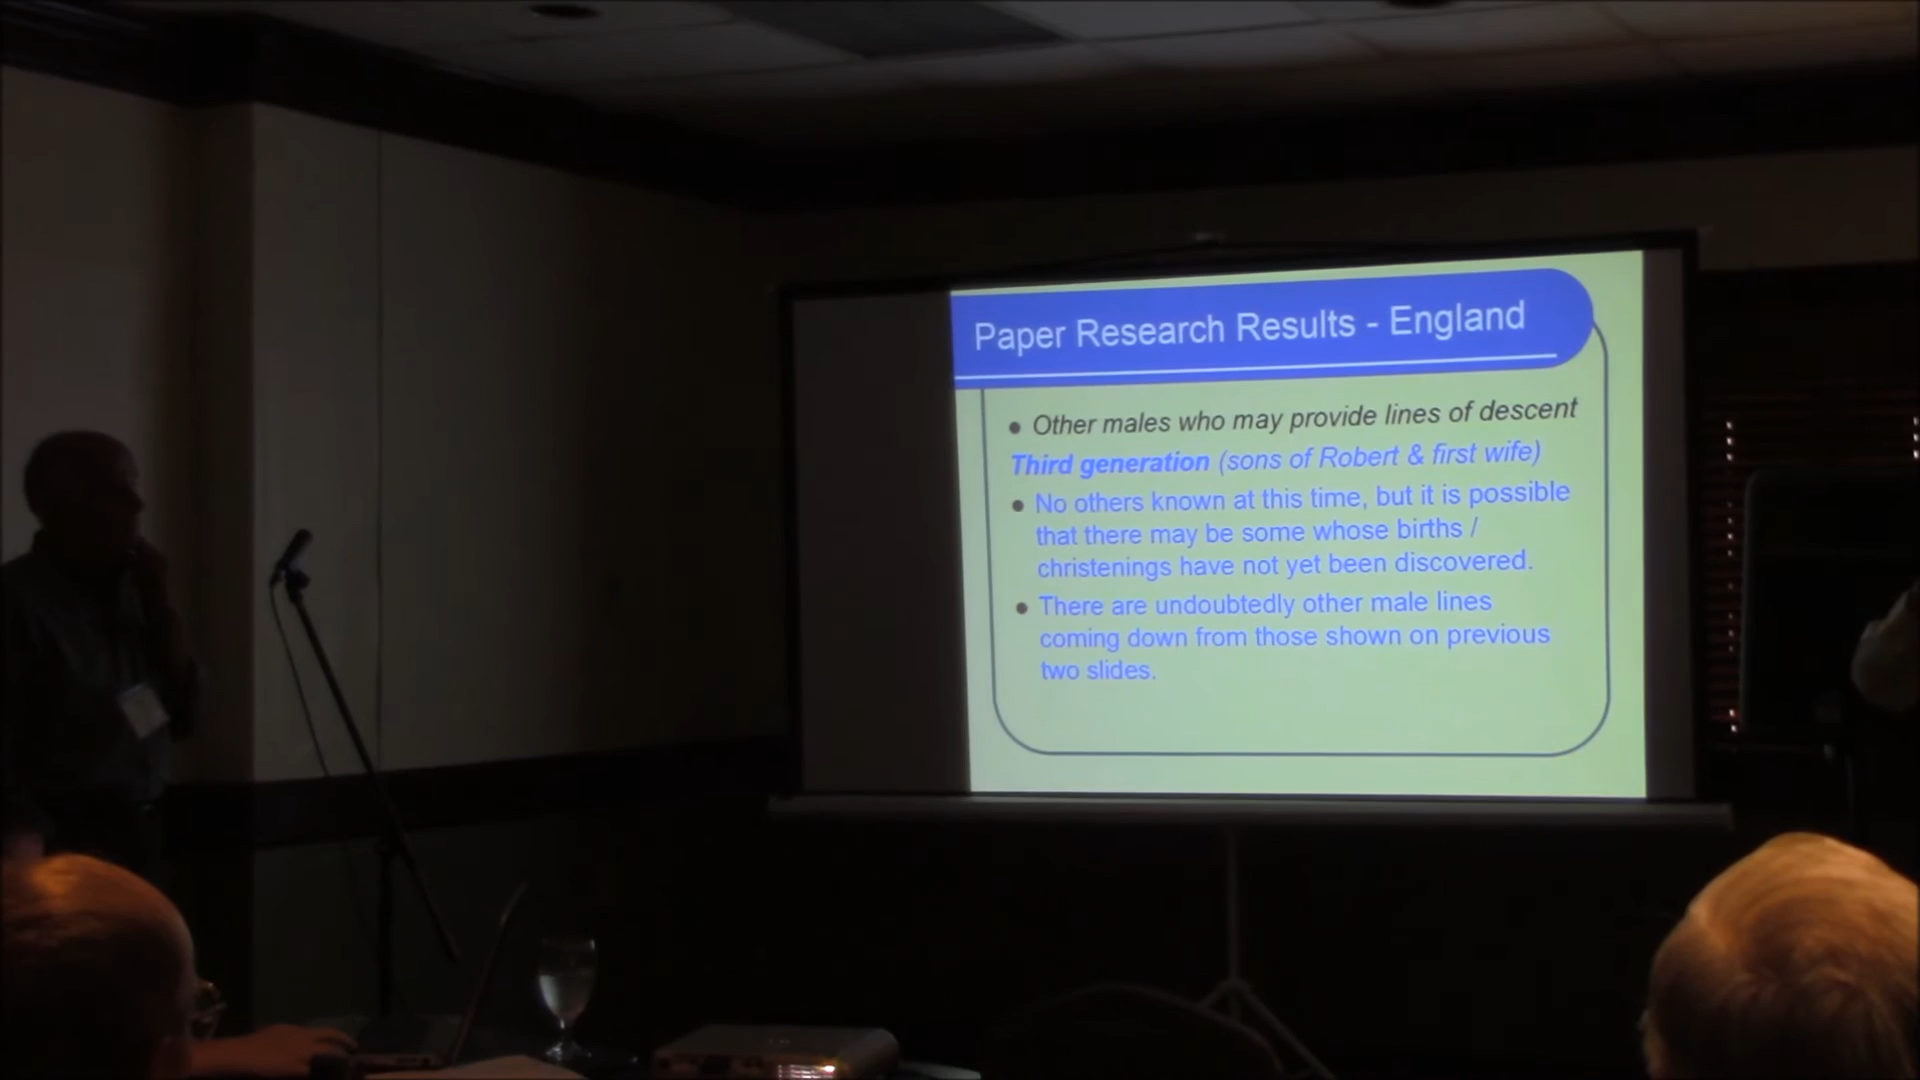 Paper Research Results - England
• Other males who may provide lines of descent
Third generation (sons of Robert & first wife)
• No others known at this time, but it is possible
that there may be some whose births /
christenings have not yet been discovered.
• There are undoubtedly other male lines
coming down from those shown on previous
two slides.